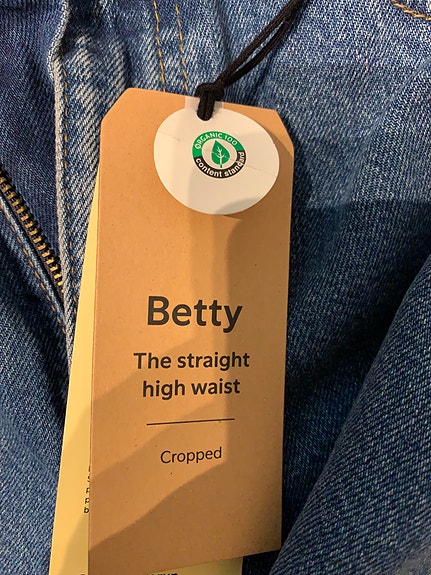 ORGANIC 100
content standard
Betty
The straight
high waist
Cropped